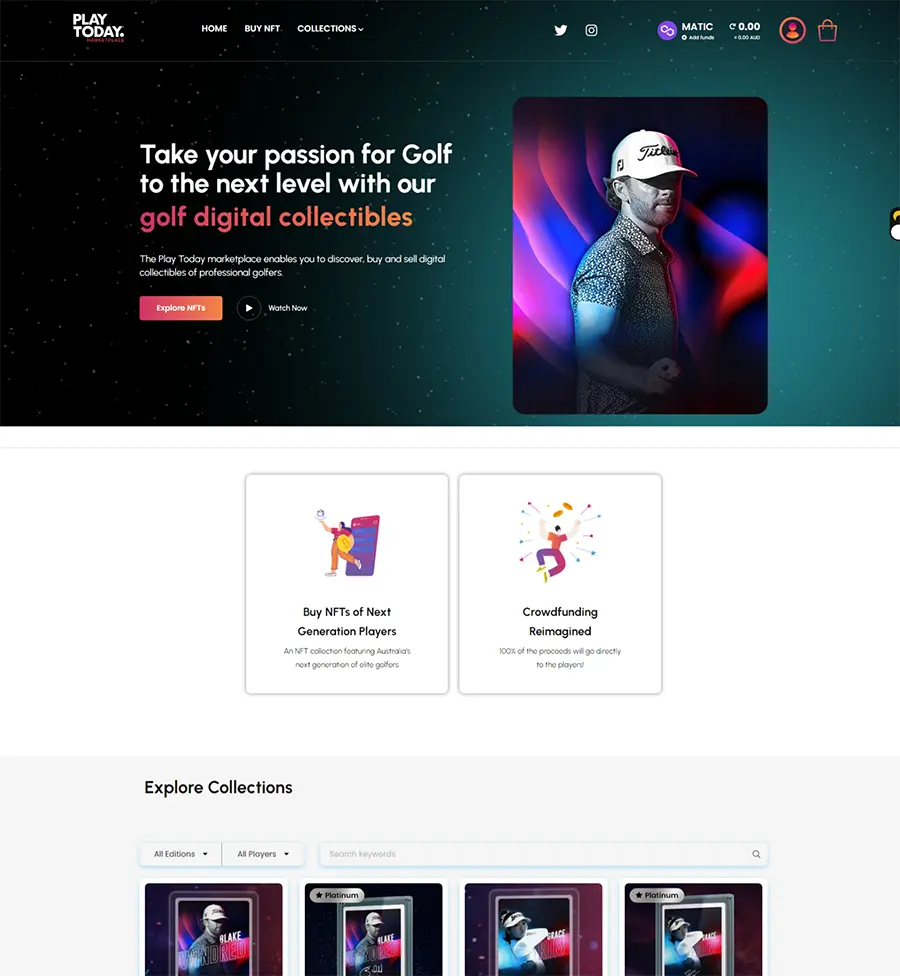 PLAY
TODAY.
MARKETPLACE
HOME
BUY NFT
COLLECTIONS
MATIC
Add funds
0.00
≈ 0.00 AUD
Take your passion for Golf
to the next level with our
golf digital collectibles
The Play Today marketplace enables you to discover, buy and sell digital
collectibles of professional golfers.
Explore NFTs
Watch Now
FJ
Titleist
Buy NFTs of Next
Generation Players
An NFT collection featuring Australia's
next generation of elite golfers
Crowdfunding
Reimagined
100% of the proceeds will go directly
to the players!
Explore Collections
All Editions
All Players
Search Keywords
BLAKE
WINDRED
Platinum
BLAKE
WINDRED
GRACE
KIM
Platinum
GRACE
KIM